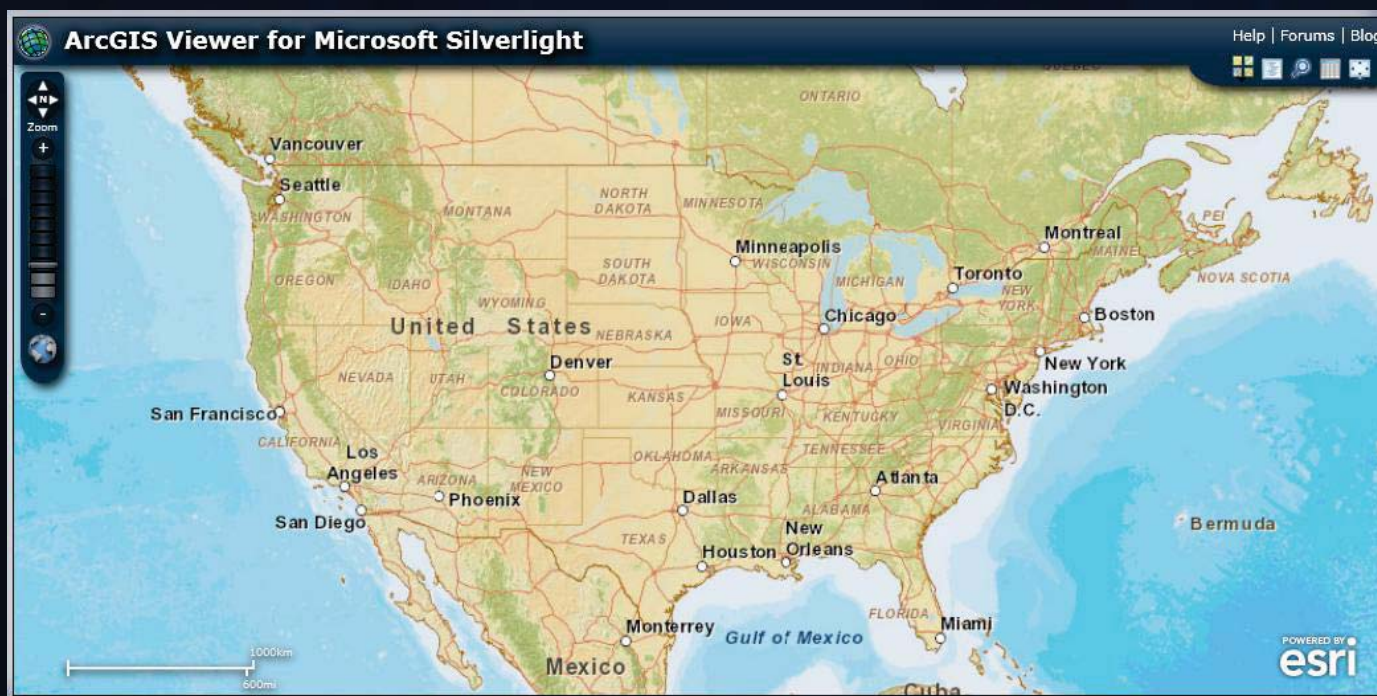 ArcGIS Viewer for Microsoft Silverlight
Help | Forums | Blog
N
Zoom
+
-
QUEBEC
ONTARIO
Vancouver
Seattle
WASHINGTON
MONTANA
NORTH
DAKOTA
MINNESOTA
PEI
Montreal
MAINE
Minneapolis
WISCONSIN
OREGON
IDAHO
SOUTH
DAKOTA
MICHIGAN
Toronto
NEW
YORK
NOVA SCOTIA
WYOMING
United States
NEBRASKA
IOWA
Chicago
Boston
Denver
St
Louis
INDIANA
OHIO
New York
NEVADA
UTAH
COLORADO
KANSAS
MISSOURI
KENTUCKY
Washington
D.C.
VIRGINIA
San Francisco
CALIFORNIA
Los
Angeles
ARIZONA
NEW
MEXICO
OKLAHOMA
ARKANSAS
TENNESSEE
Phoenix
Dallas
Atlanta
San Diego
ALABAMA
TEXAS
New
Orleans
Houston
Bermuda
FLORIDA
Miami
Monterrey
Gulf of Mexico
Mexico
Cuba
1000km
600mi
POWERED BY
esri